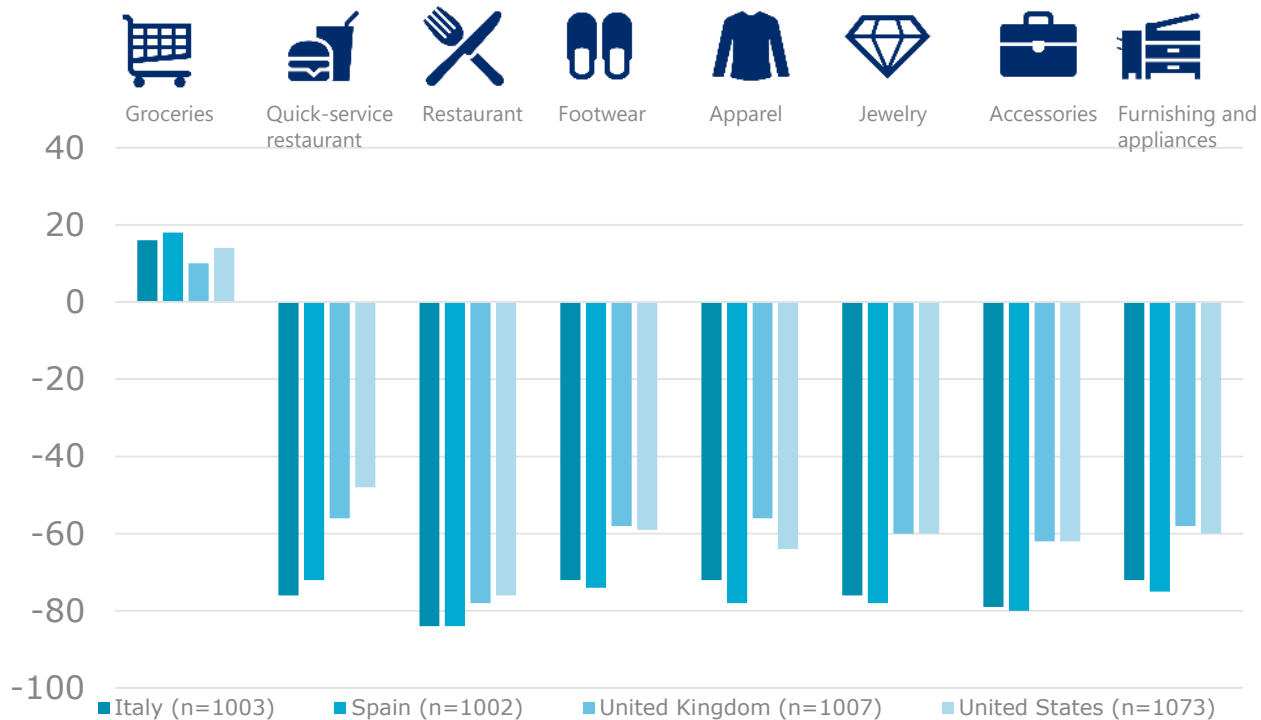 Groceries
Quick-service
restaurant
Restaurant
Footwear
Apparel
Jewelry
Accessories
Furnishing and
appliances
40
20
0
-20
-40
-60
-80
-100
Italy (n=1003)
Spain (n=1002)
United Kingdom (n=1007)
United States (n=1073)